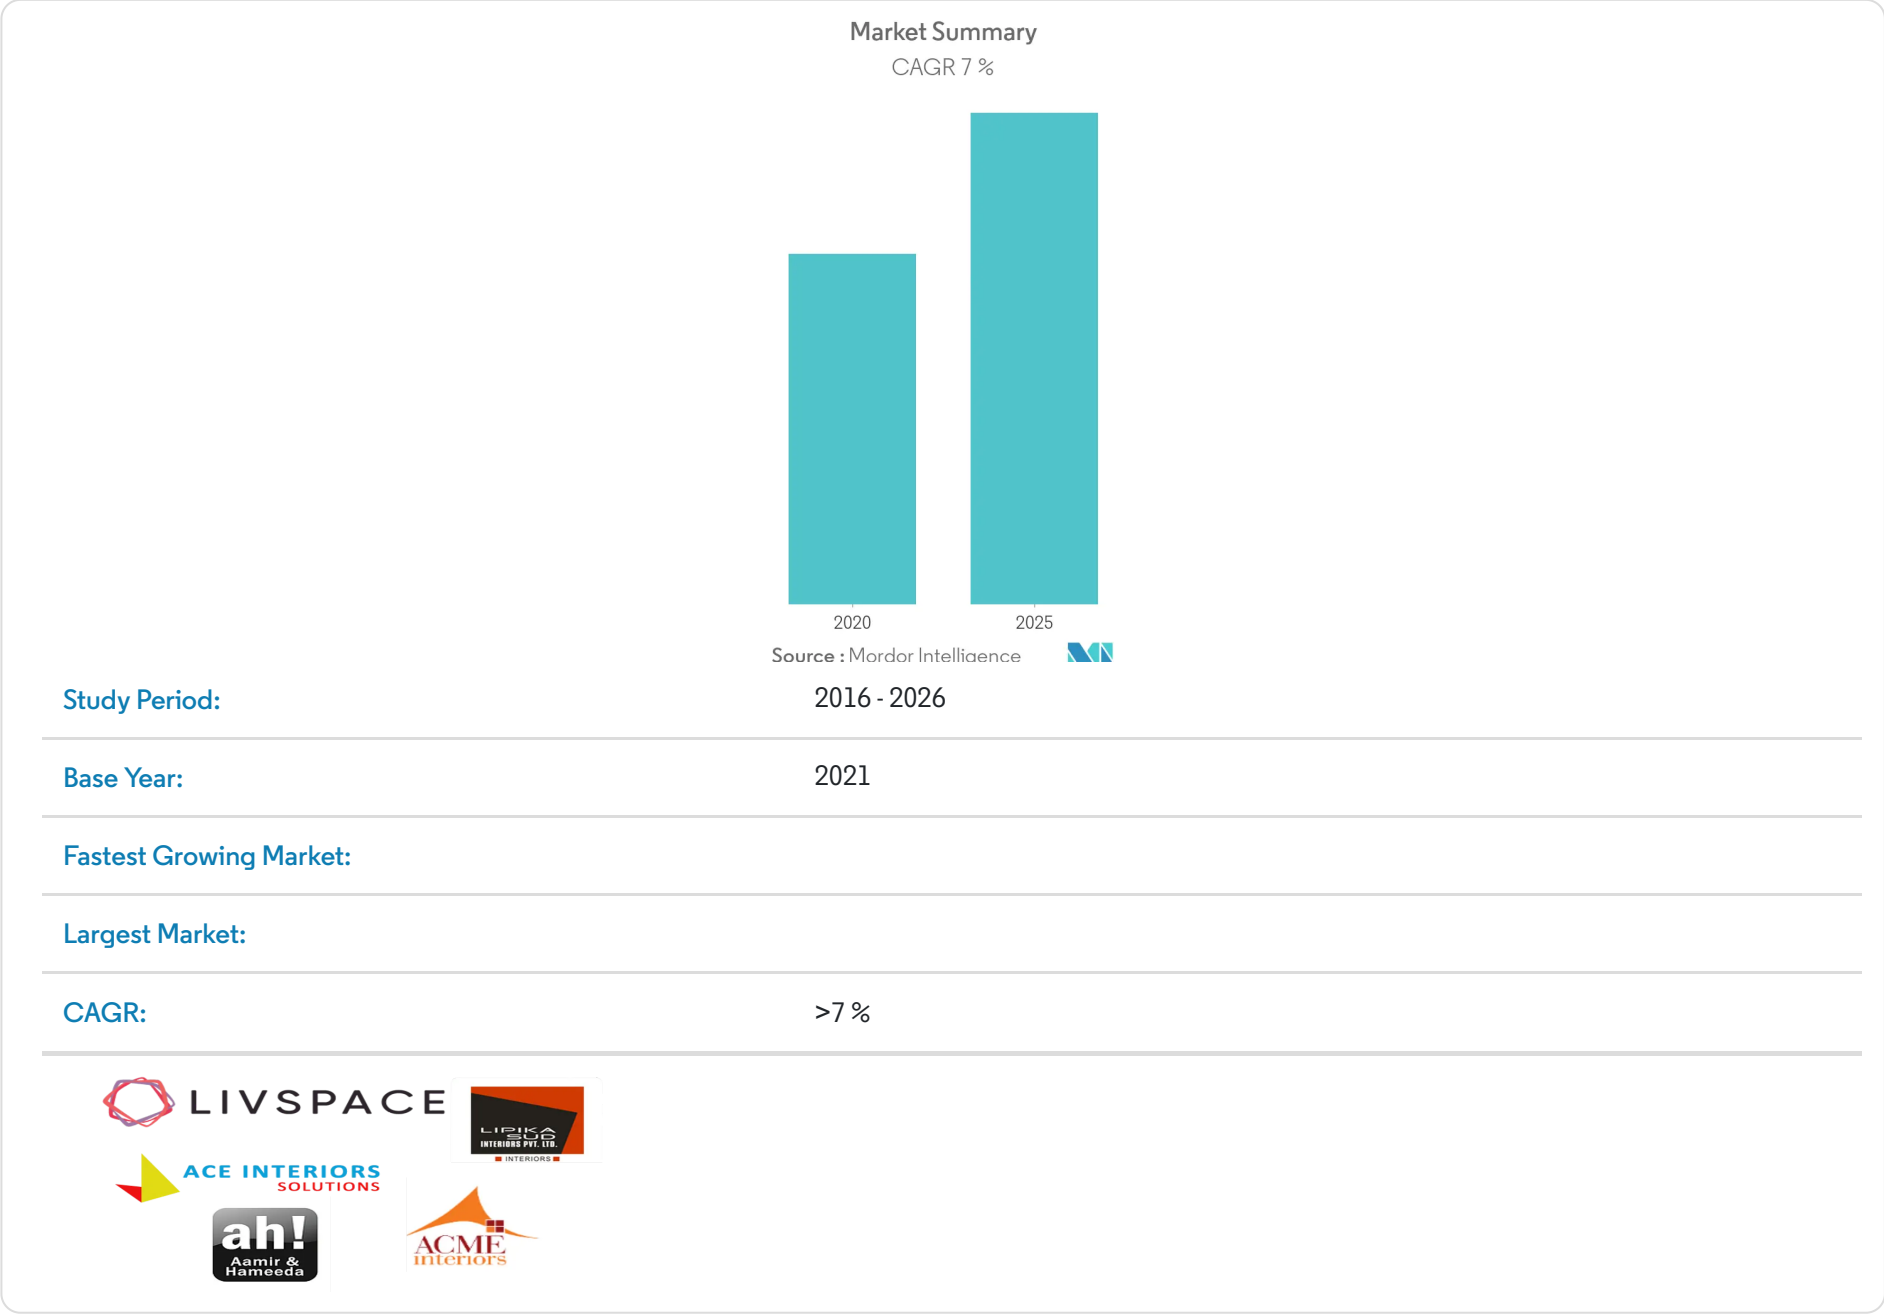 Market Summary
CAGR 7 %
2020 2025
Source : Mordor Intelligence
Study Period: 2016 - 2026
Base Year: 2021
Fastest Growing Market:
Largest Market:
CAGR: >7 %
LIVSPACE
LIPIKA
SUD
INTERIORS PVT. LTD.
INTERIORS
ACE INTERIORS
SOLUTIONS
ah!
Aamir &
Hameeda
ACME
interiors